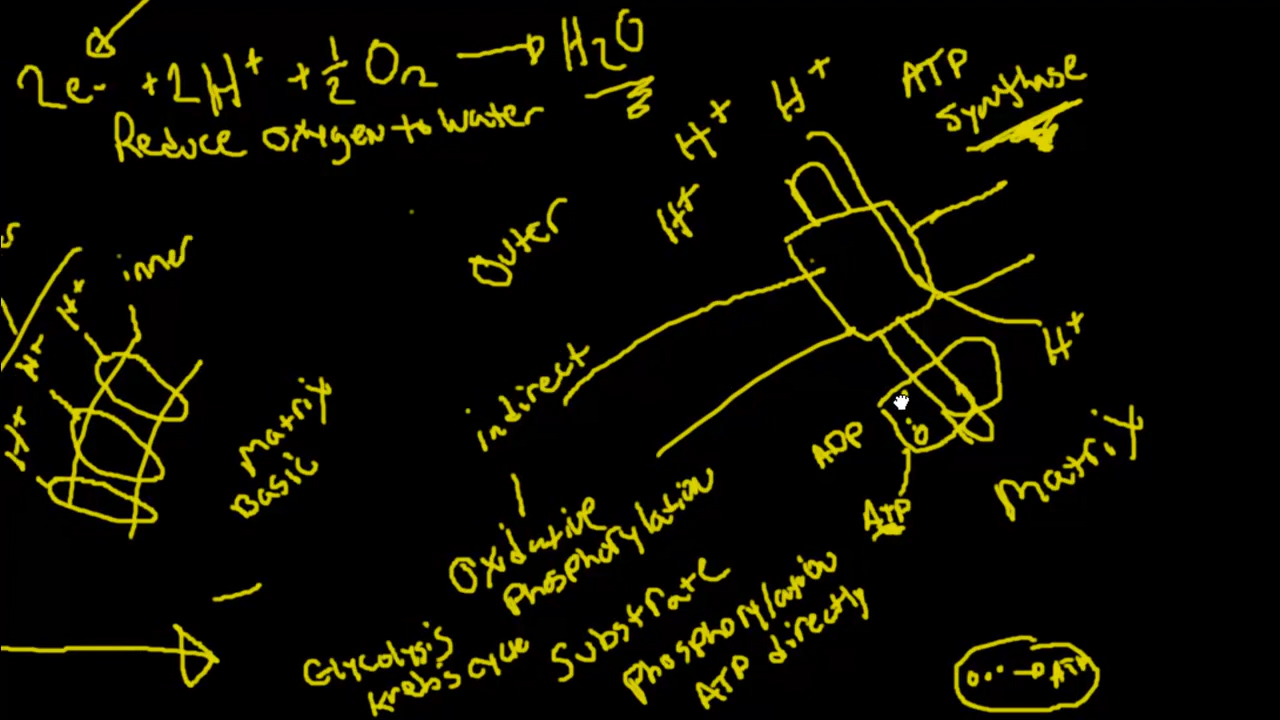 2e- + 2H+ + 1/2 O2 → H2O
Reduce oxygen to water
H+
H+
H+
ATP
Synthase
Outer
inner
H+
H+
H+
Matrix
Basic
indirect
Oxidative
phosphorylation
H+
ADP
ATP
Matrix
Glycolysis
Krebs cycle
Substrate
phosphorylation
ATP directly